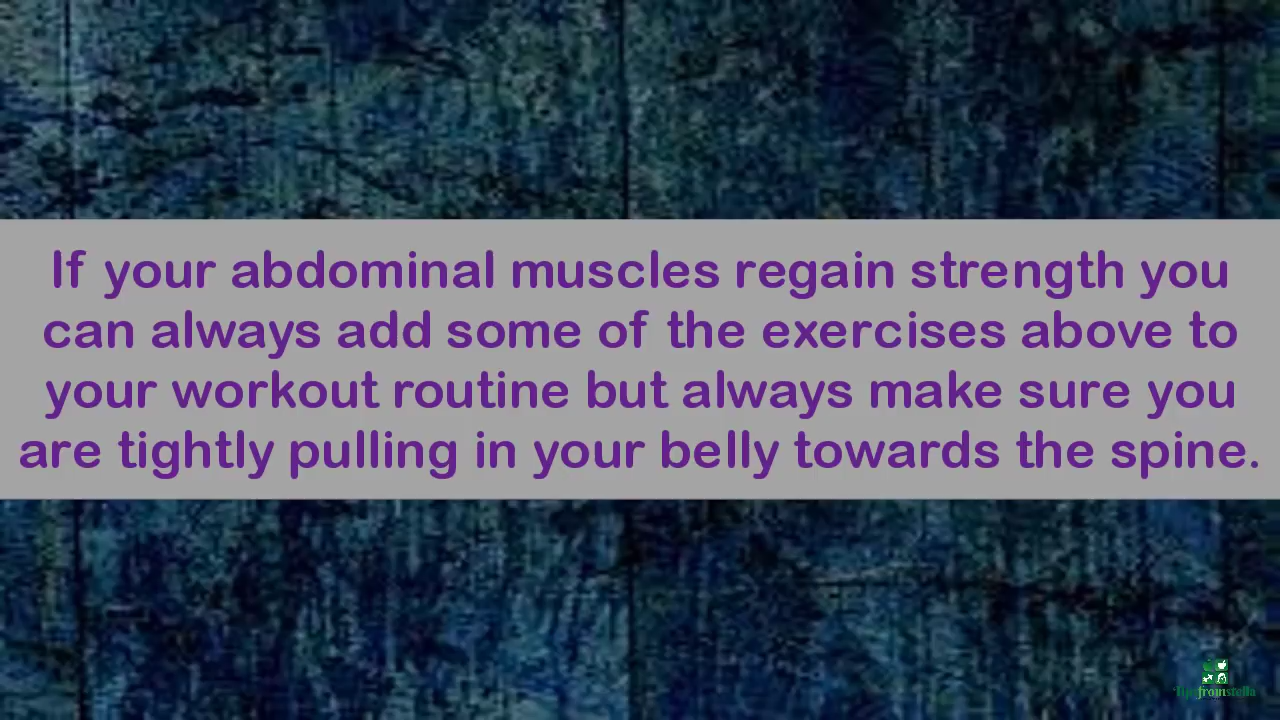 If your abdominal muscles regain strength you
can always add some of the exercises above to
your workout routine but always make sure you
are tightly pulling in your belly towards the spine.
Tipsfromstella